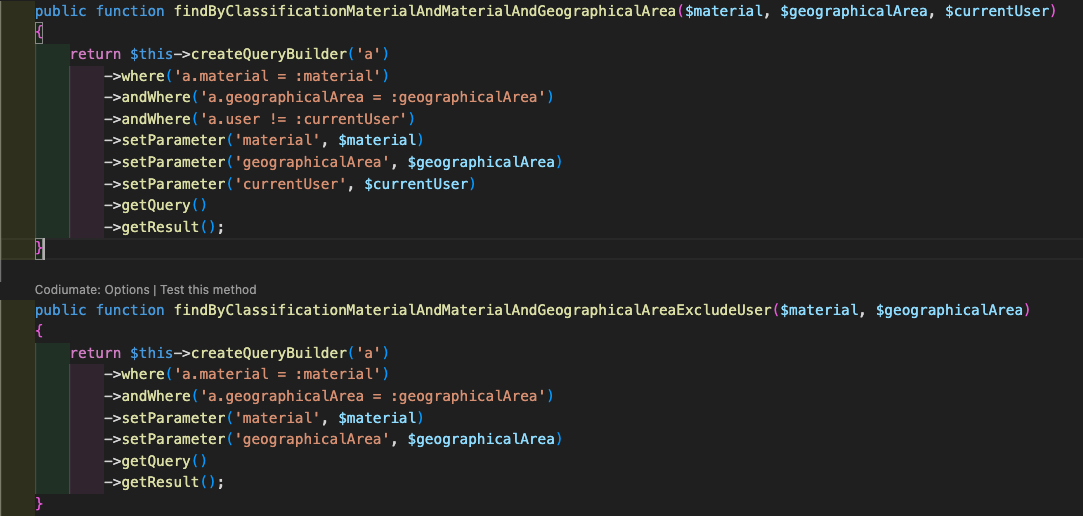 public function findByClassificationMaterialAndMaterialAndGeographicalArea($material, $geographicalArea, $currentUser)
{
    return $this->createQueryBuilder('a')
        ->where('a.material = :material')
        ->andWhere('a.geographicalArea = :geographicalArea')
        ->andWhere('a.user != :currentUser')
        ->setParameter('material', $material)
        ->setParameter('geographicalArea', $geographicalArea)
        ->setParameter('currentUser', $currentUser)
        ->getQuery()
        ->getResult();
}
Codiumate: Options | Test this method
public function findByClassificationMaterialAndMaterialAndGeographicalAreaExcludeUser($material, $geographicalArea)
{
    return $this->createQueryBuilder('a')
        ->where('a.material = :material')
        ->andWhere('a.geographicalArea = :geographicalArea')
        ->setParameter('material', $material)
        ->setParameter('geographicalArea', $geographicalArea)
        ->getQuery()
        ->getResult();
}